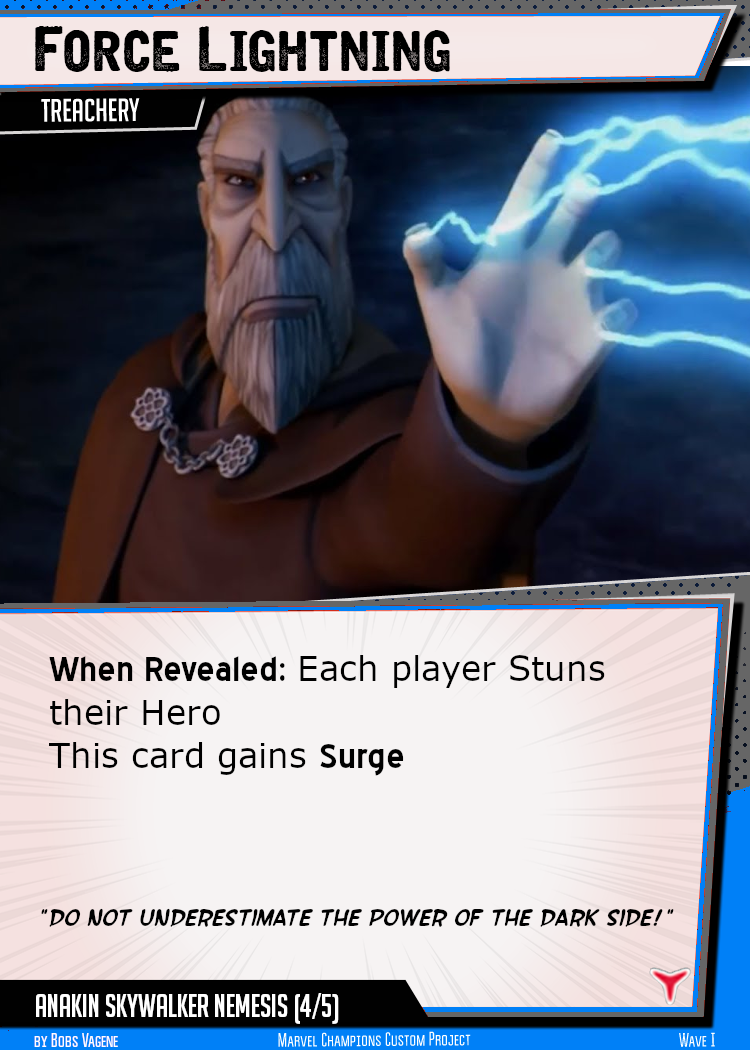 Force Lightning
TREACHERY
When Revealed: Each player Stuns
their Hero
This card gains Surge
"DO NOT UNDERESTIMATE THE POWER OF THE DARK SIDE!"
ANAKIN SKYWALKER NEMESIS (4/5)
by Bobs Vagene Marvel Champions Custom Project Wave I